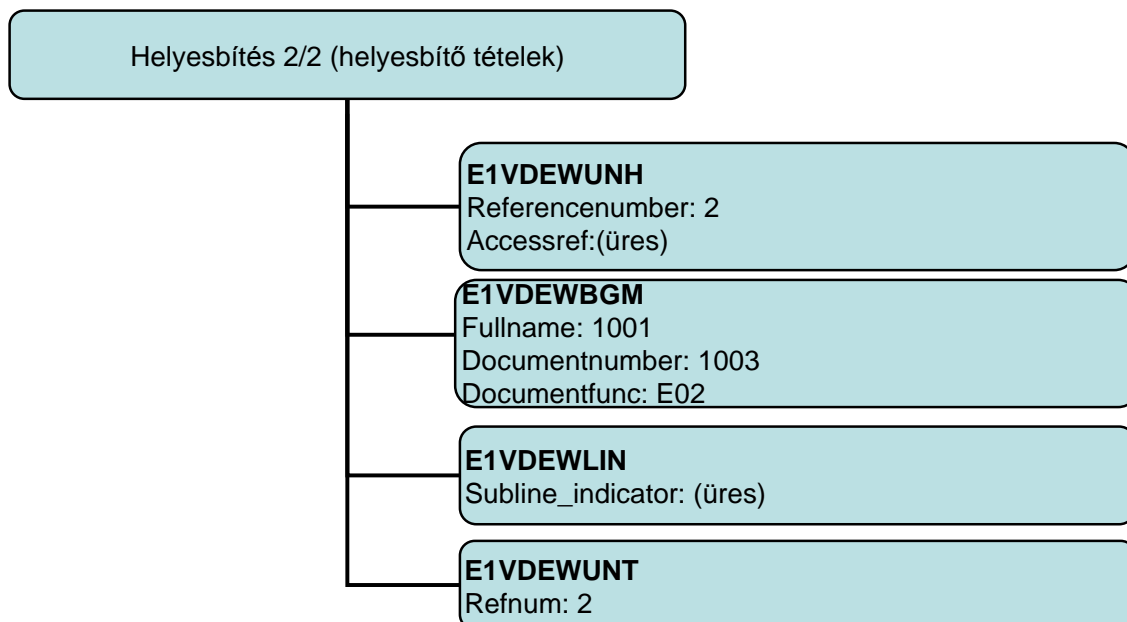 Helyesbítés 2/2 (helyesbítő tételek)
E1VDEWUNH
Referencenumber: 2
Accessref:(üres)
E1VDEWBGM
Fullname: 1001
Documentnumber: 1003
Documentfunc: E02
E1VDEWLIN
Subline_indicator: (üres)
E1VDEWUNT
Refnum: 2